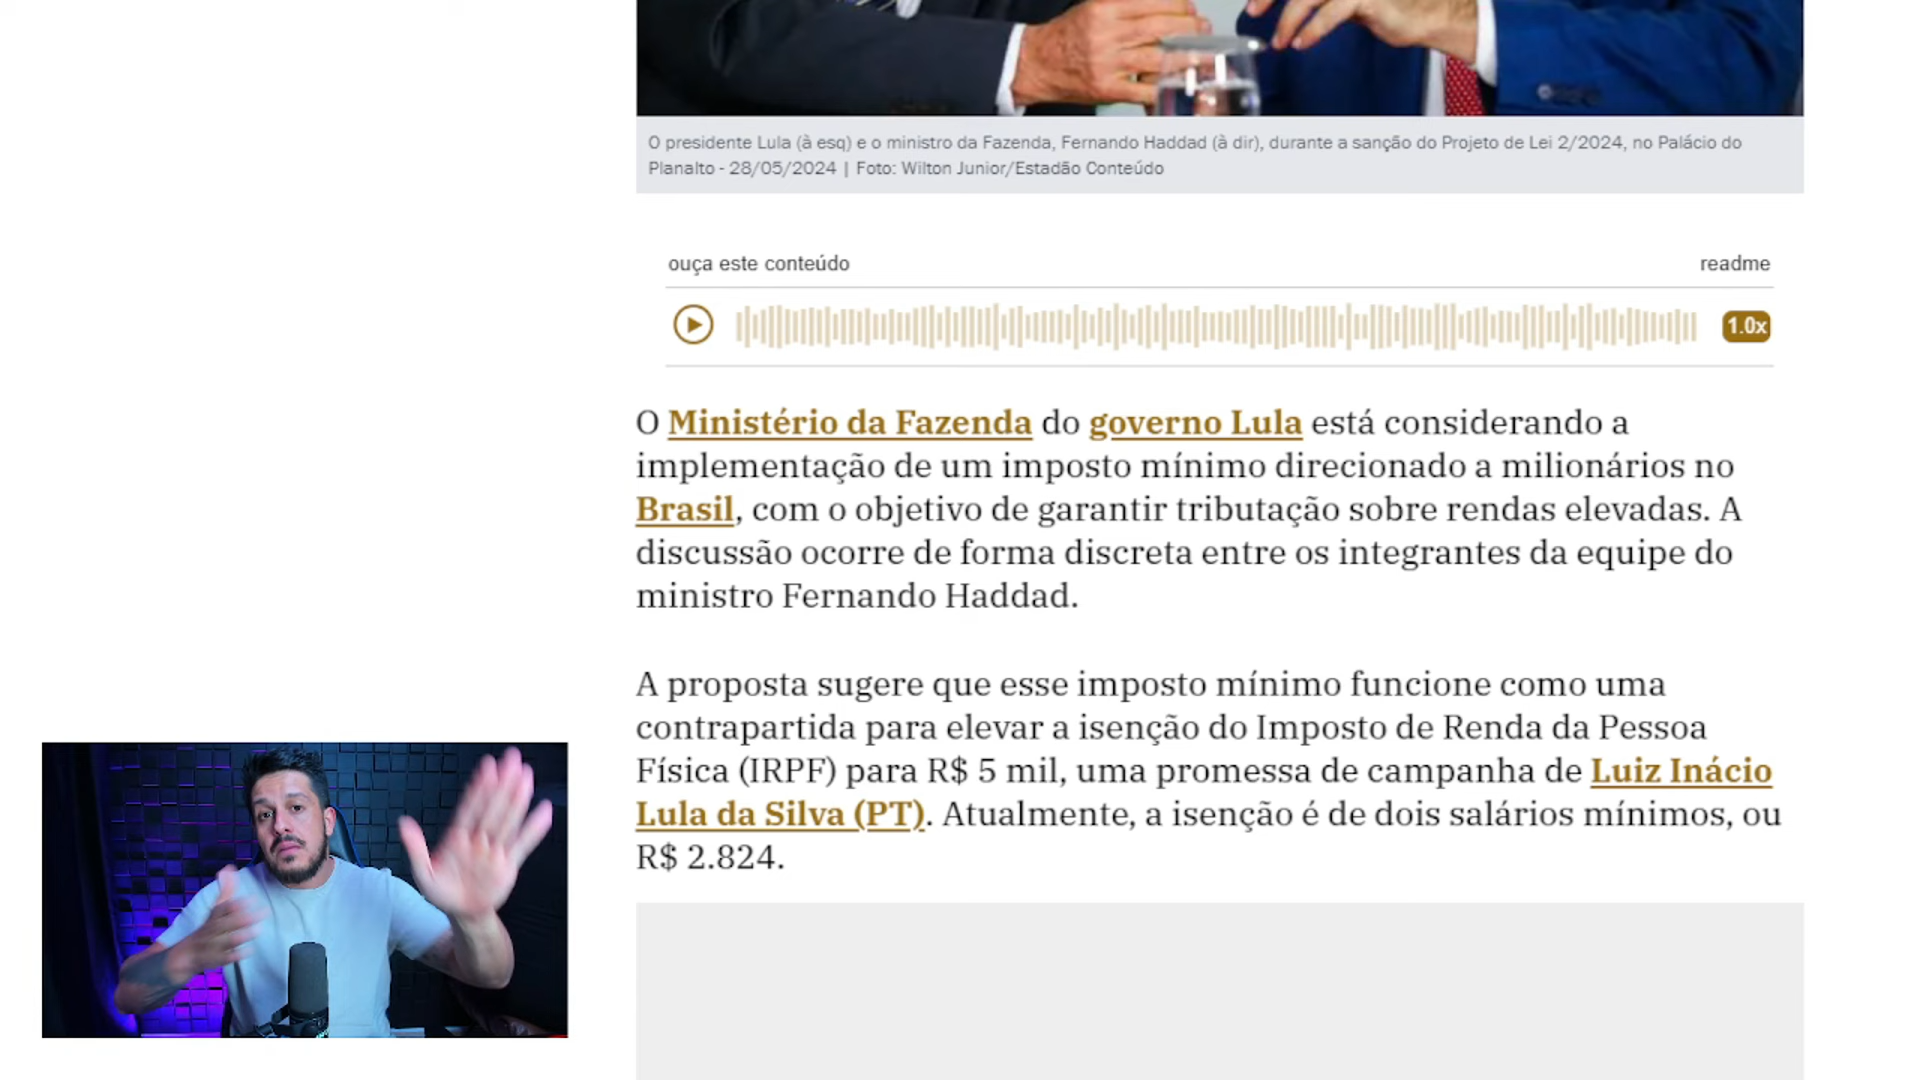 O presidente Lula (à esq) e o ministro da Fazenda, Fernando Haddad (à dir), durante a sanção do Projeto de Lei 2/2024, no Palácio do
Planalto - 28/05/2024 | Foto: Wilton Junior/Estadão Conteúdo
ouça este conteúdo
readme
1.0x
O Ministério da Fazenda do governo Lula está considerando a
implementação de um imposto mínimo direcionado a milionários no
Brasil, com o objetivo de garantir tributação sobre rendas elevadas. A
discussão ocorre de forma discreta entre os integrantes da equipe do
ministro Fernando Haddad.
A proposta sugere que esse imposto mínimo funcione como uma
contrapartida para elevar a isenção do Imposto de Renda da Pessoa
Física (IRPF) para R$ 5 mil, uma promessa de campanha de Luiz Inácio
Lula da Silva (PT). Atualmente, a isenção é de dois salários mínimos, ou
R$ 2.824.